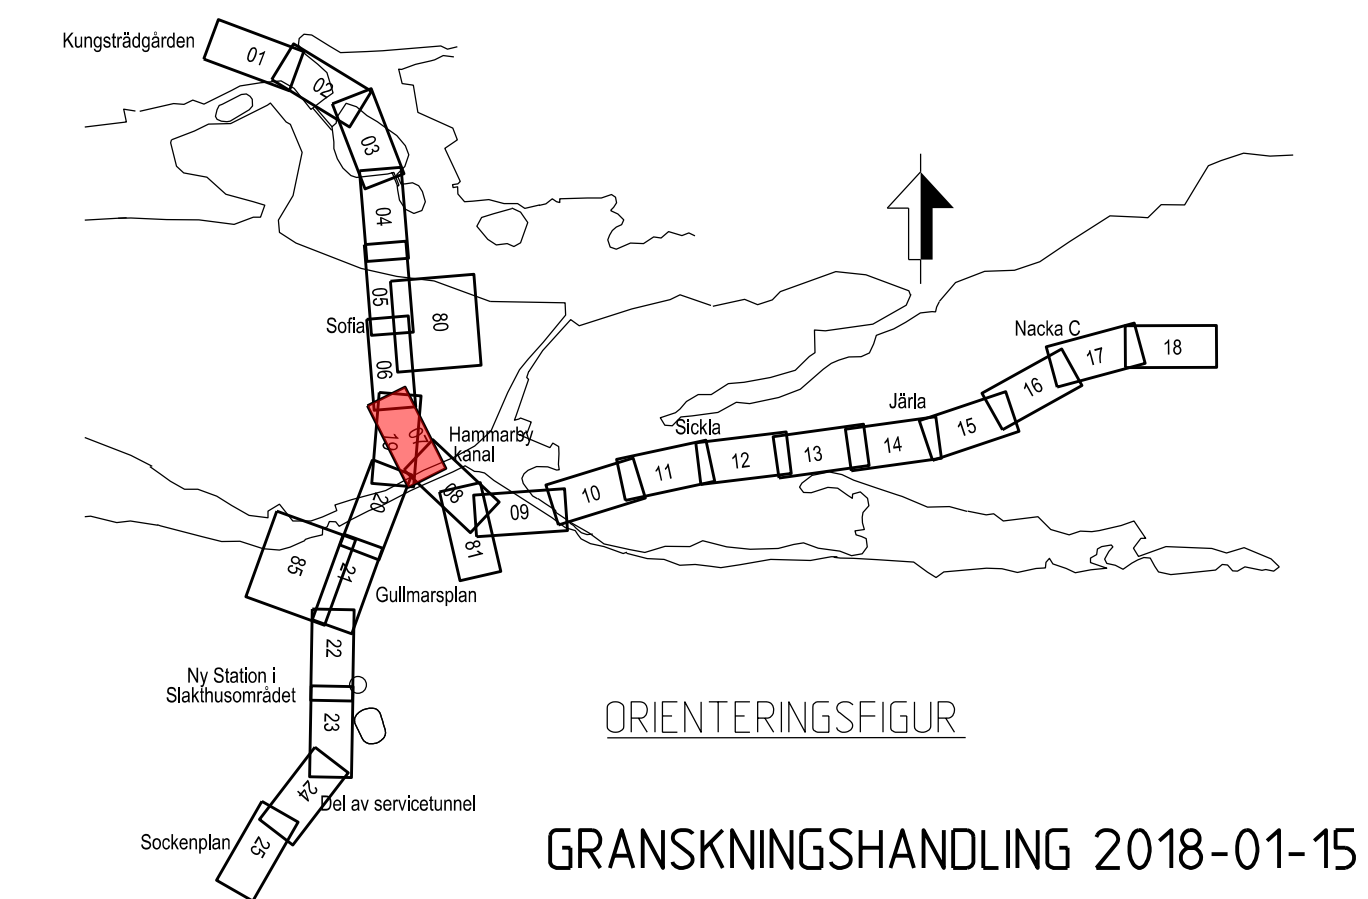 Kungsträdgården
01
02
03
04
05
80
Sofia
06
07
19
Hammarby
kanal
08
20
81
09
10
11
Sickla
12
13
14
Järla
15
16
Nacka C
17
18
85
21
Gullmarsplan
22
Ny Station i
Slakthusområdet
23
24
Del av servicetunnel
Sockenplan
25
ORIENTERINGSFIGUR
GRANSKNINGSHANDLING 2018-01-15